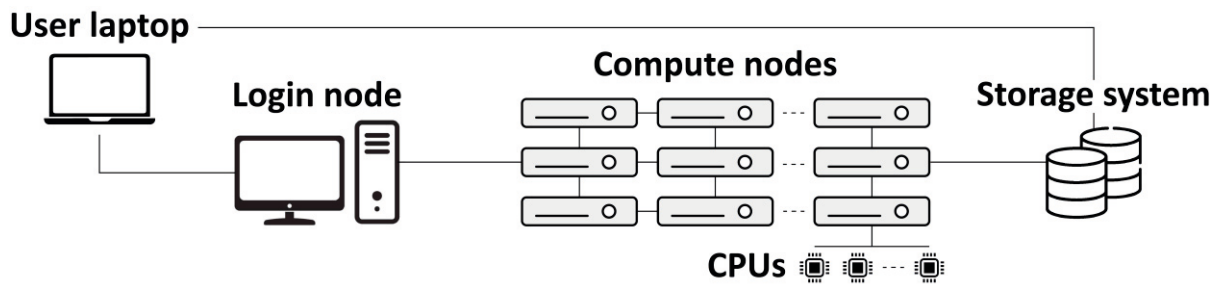 User laptop
Login node
Compute nodes
Storage system
CPUs